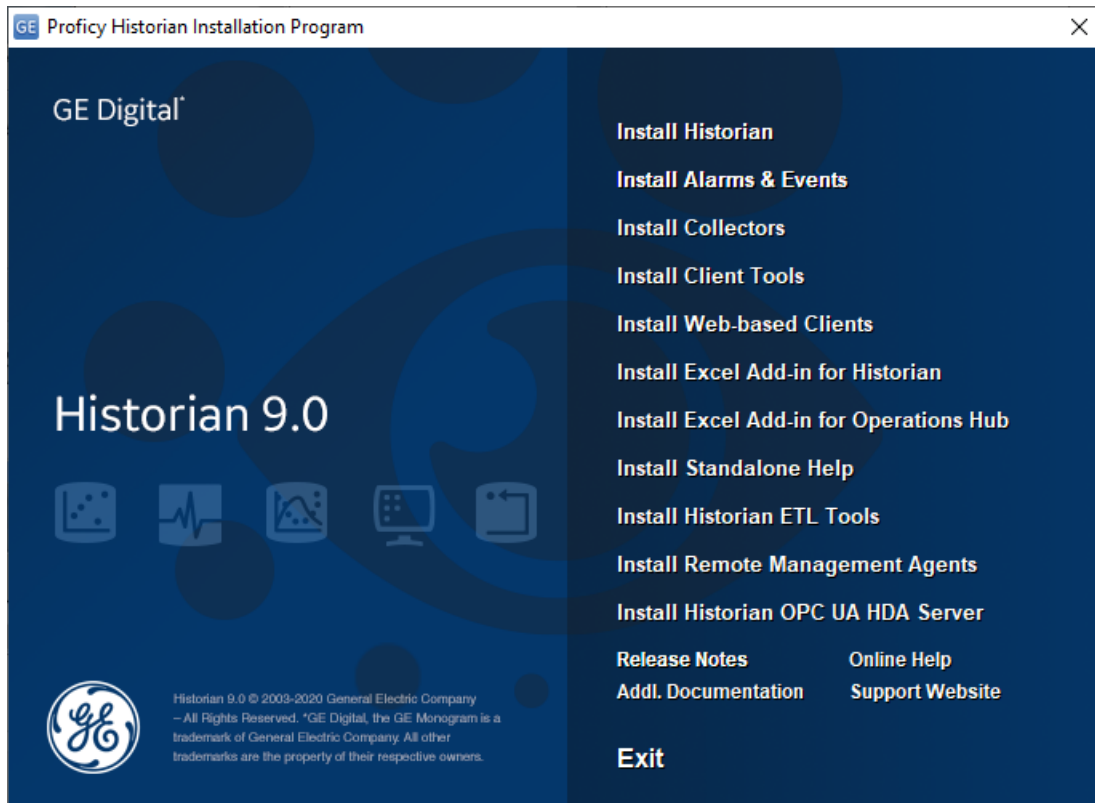 GE Proficy Historian Installation Program
GE Digital*
Historian 9.0
Historian 9.0 © 2003-2020 General Electric Company
– All Rights Reserved. *GE Digital, the GE Monogram is a
trademark of General Electric Company. All other
trademarks are the property of their respective owners.
Install Historian
Install Alarms & Events
Install Collectors
Install Client Tools
Install Web-based Clients
Install Excel Add-in for Historian
Install Excel Add-in for Operations Hub
Install Standalone Help
Install Historian ETL Tools
Install Remote Management Agents
Install Historian OPC UA HDA Server
Release Notes Online Help
Addl. Documentation Support Website
Exit